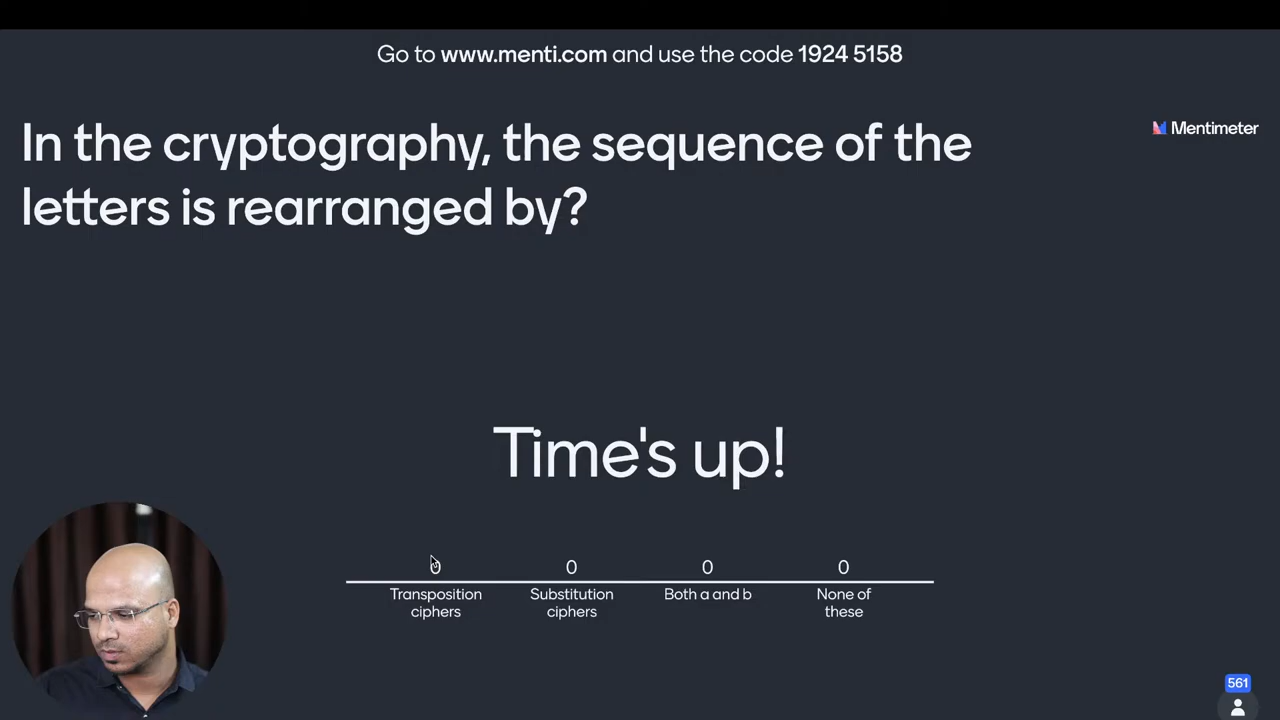 Go to www.menti.com and use the code 1924 5158
In the cryptography, the sequence of the
letters is rearranged by?
Mentimeter
Time's up!
0 0 0 0
Transposition Substitution Both a and b None of
ciphers ciphers these
561